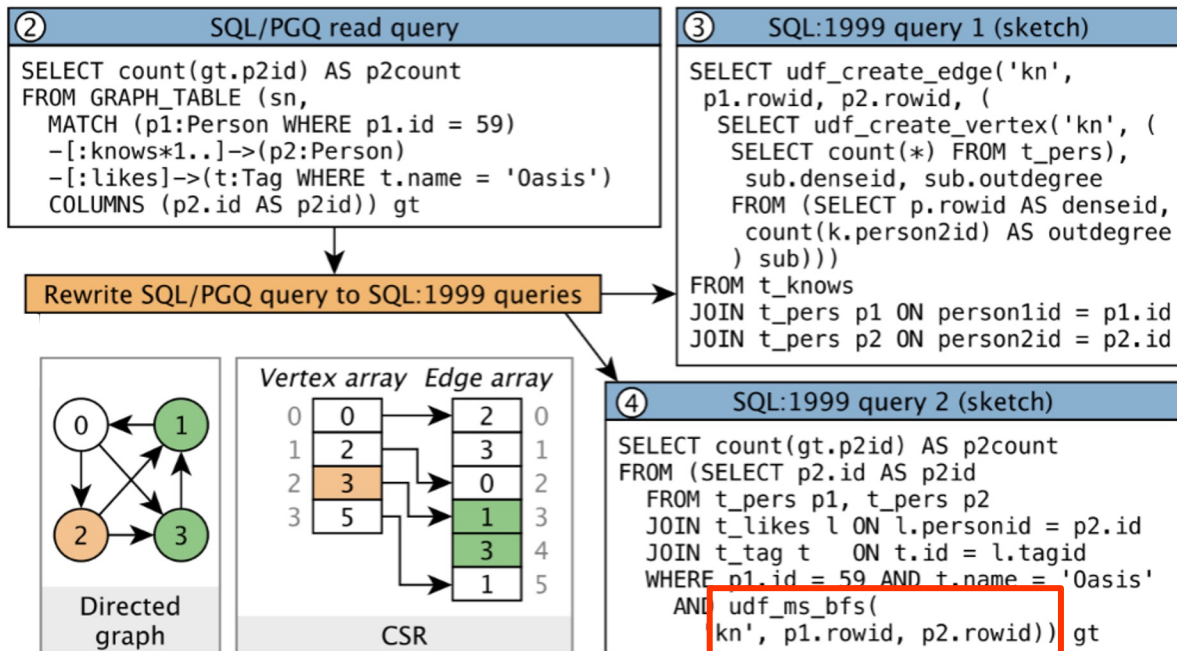 ② SQL/PGQ read query
SELECT count(gt.p2id) AS p2count
FROM GRAPH_TABLE (sn,
MATCH (p1:Person WHERE p1.id = 59)
-[:knows*1..]->(p2:Person)
-[:likes]->(t:Tag WHERE t.name = 'Oasis')
COLUMNS (p2.id AS p2id)) gt
③ SQL:1999 query 1 (sketch)
SELECT udf_create_edge('kn',
p1.rowid, p2.rowid, (
SELECT udf_create_vertex('kn', (
SELECT count(*) FROM t_pers),
sub.denseid, sub.outdegree
FROM (SELECT p.rowid AS denseid,
count(k.person2id) AS outdegree
) sub)))
FROM t_knows
JOIN t_pers p1 ON person1id = p1.id
JOIN t_pers p2 ON person2id = p2.id
Rewrite SQL/PGQ query to SQL:1999 queries
0 1
2 3
Directed
graph
Vertex array Edge array
0 0 2 0
1 2 3 1
2 3 0 2
3 5 1 3
3 4
1 5
CSR
④ SQL:1999 query 2 (sketch)
SELECT count(gt.p2id) AS p2count
FROM (SELECT p2.id AS p2id
FROM t_pers p1, t_pers p2
JOIN t_likes l ON l.personid = p2.id
JOIN t_tag t ON t.id = l.tagid
WHERE p1.id = 59 AND t.name = 'Oasis'
AND udf_ms_bfs(
'kn', p1.rowid, p2.rowid)) gt